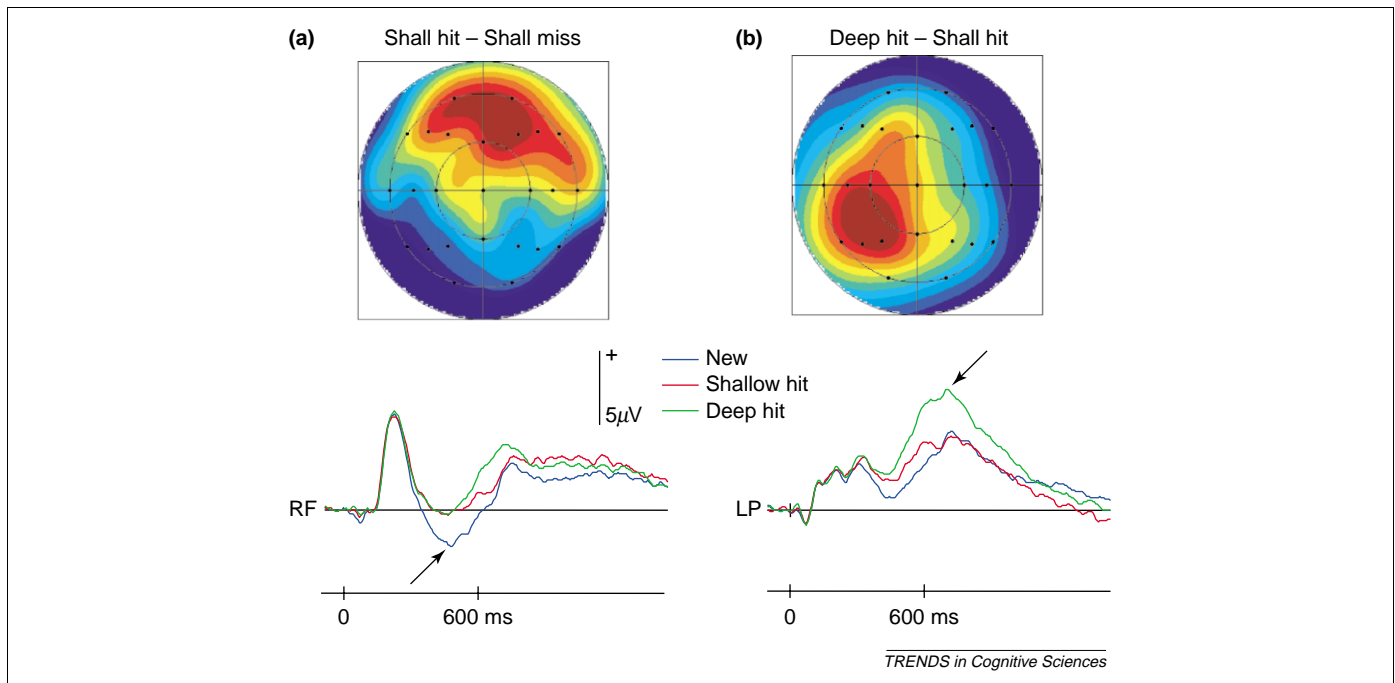 (a) Shall hit – Shall miss
(b) Deep hit – Shall hit
+
5μV
New
Shallow hit
Deep hit
RF
0 600 ms
LP
0 600 ms
TRENDS in Cognitive Sciences